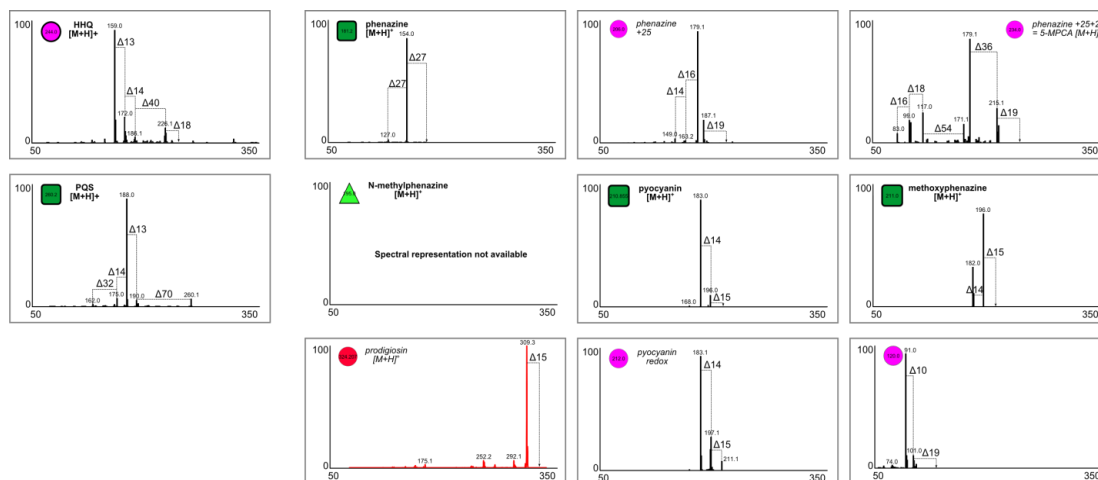 HHQ
[M+H]+
100
0
50
350
159.0
Δ13
Δ14
Δ40
172.0
186.1
226.1
Δ18
phenazine
[M+H]⁺
100
0
50
350
154.0
Δ27
Δ27
127.0
phenazine
+25
100
0
50
350
179.1
Δ16
Δ14
149.0
163.2
187.1
Δ19
phenazine +25+2
= 5-MPCA [M+H]
100
0
50
350
179.1
Δ36
Δ18
Δ16
117.0
99.0
83.0
Δ54
171.1
215.1
Δ19
PQS
[M+H]+
100
0
50
350
188.0
Δ13
Δ14
Δ32
162.0
190.0
Δ70
260.1
N-methylphenazine
[M+H]⁺
100
0
50
350
Spectral representation not available
pyocyanin
[M+H]⁺
100
0
50
350
183.0
Δ14
168.0
196.0
Δ15
methoxyphenazine
[M+H]⁺
100
0
50
350
196.0
Δ15
182.0
Δ14
prodigiosin
[M+H]⁺
100
0
50
350
309.3
Δ15
175.1
252.2
292.1
pyocyanin
redox
100
0
50
350
183.1
Δ14
197.1
Δ15
211.1
100
0
50
350
91.0
Δ10
74.0
101.0
Δ19